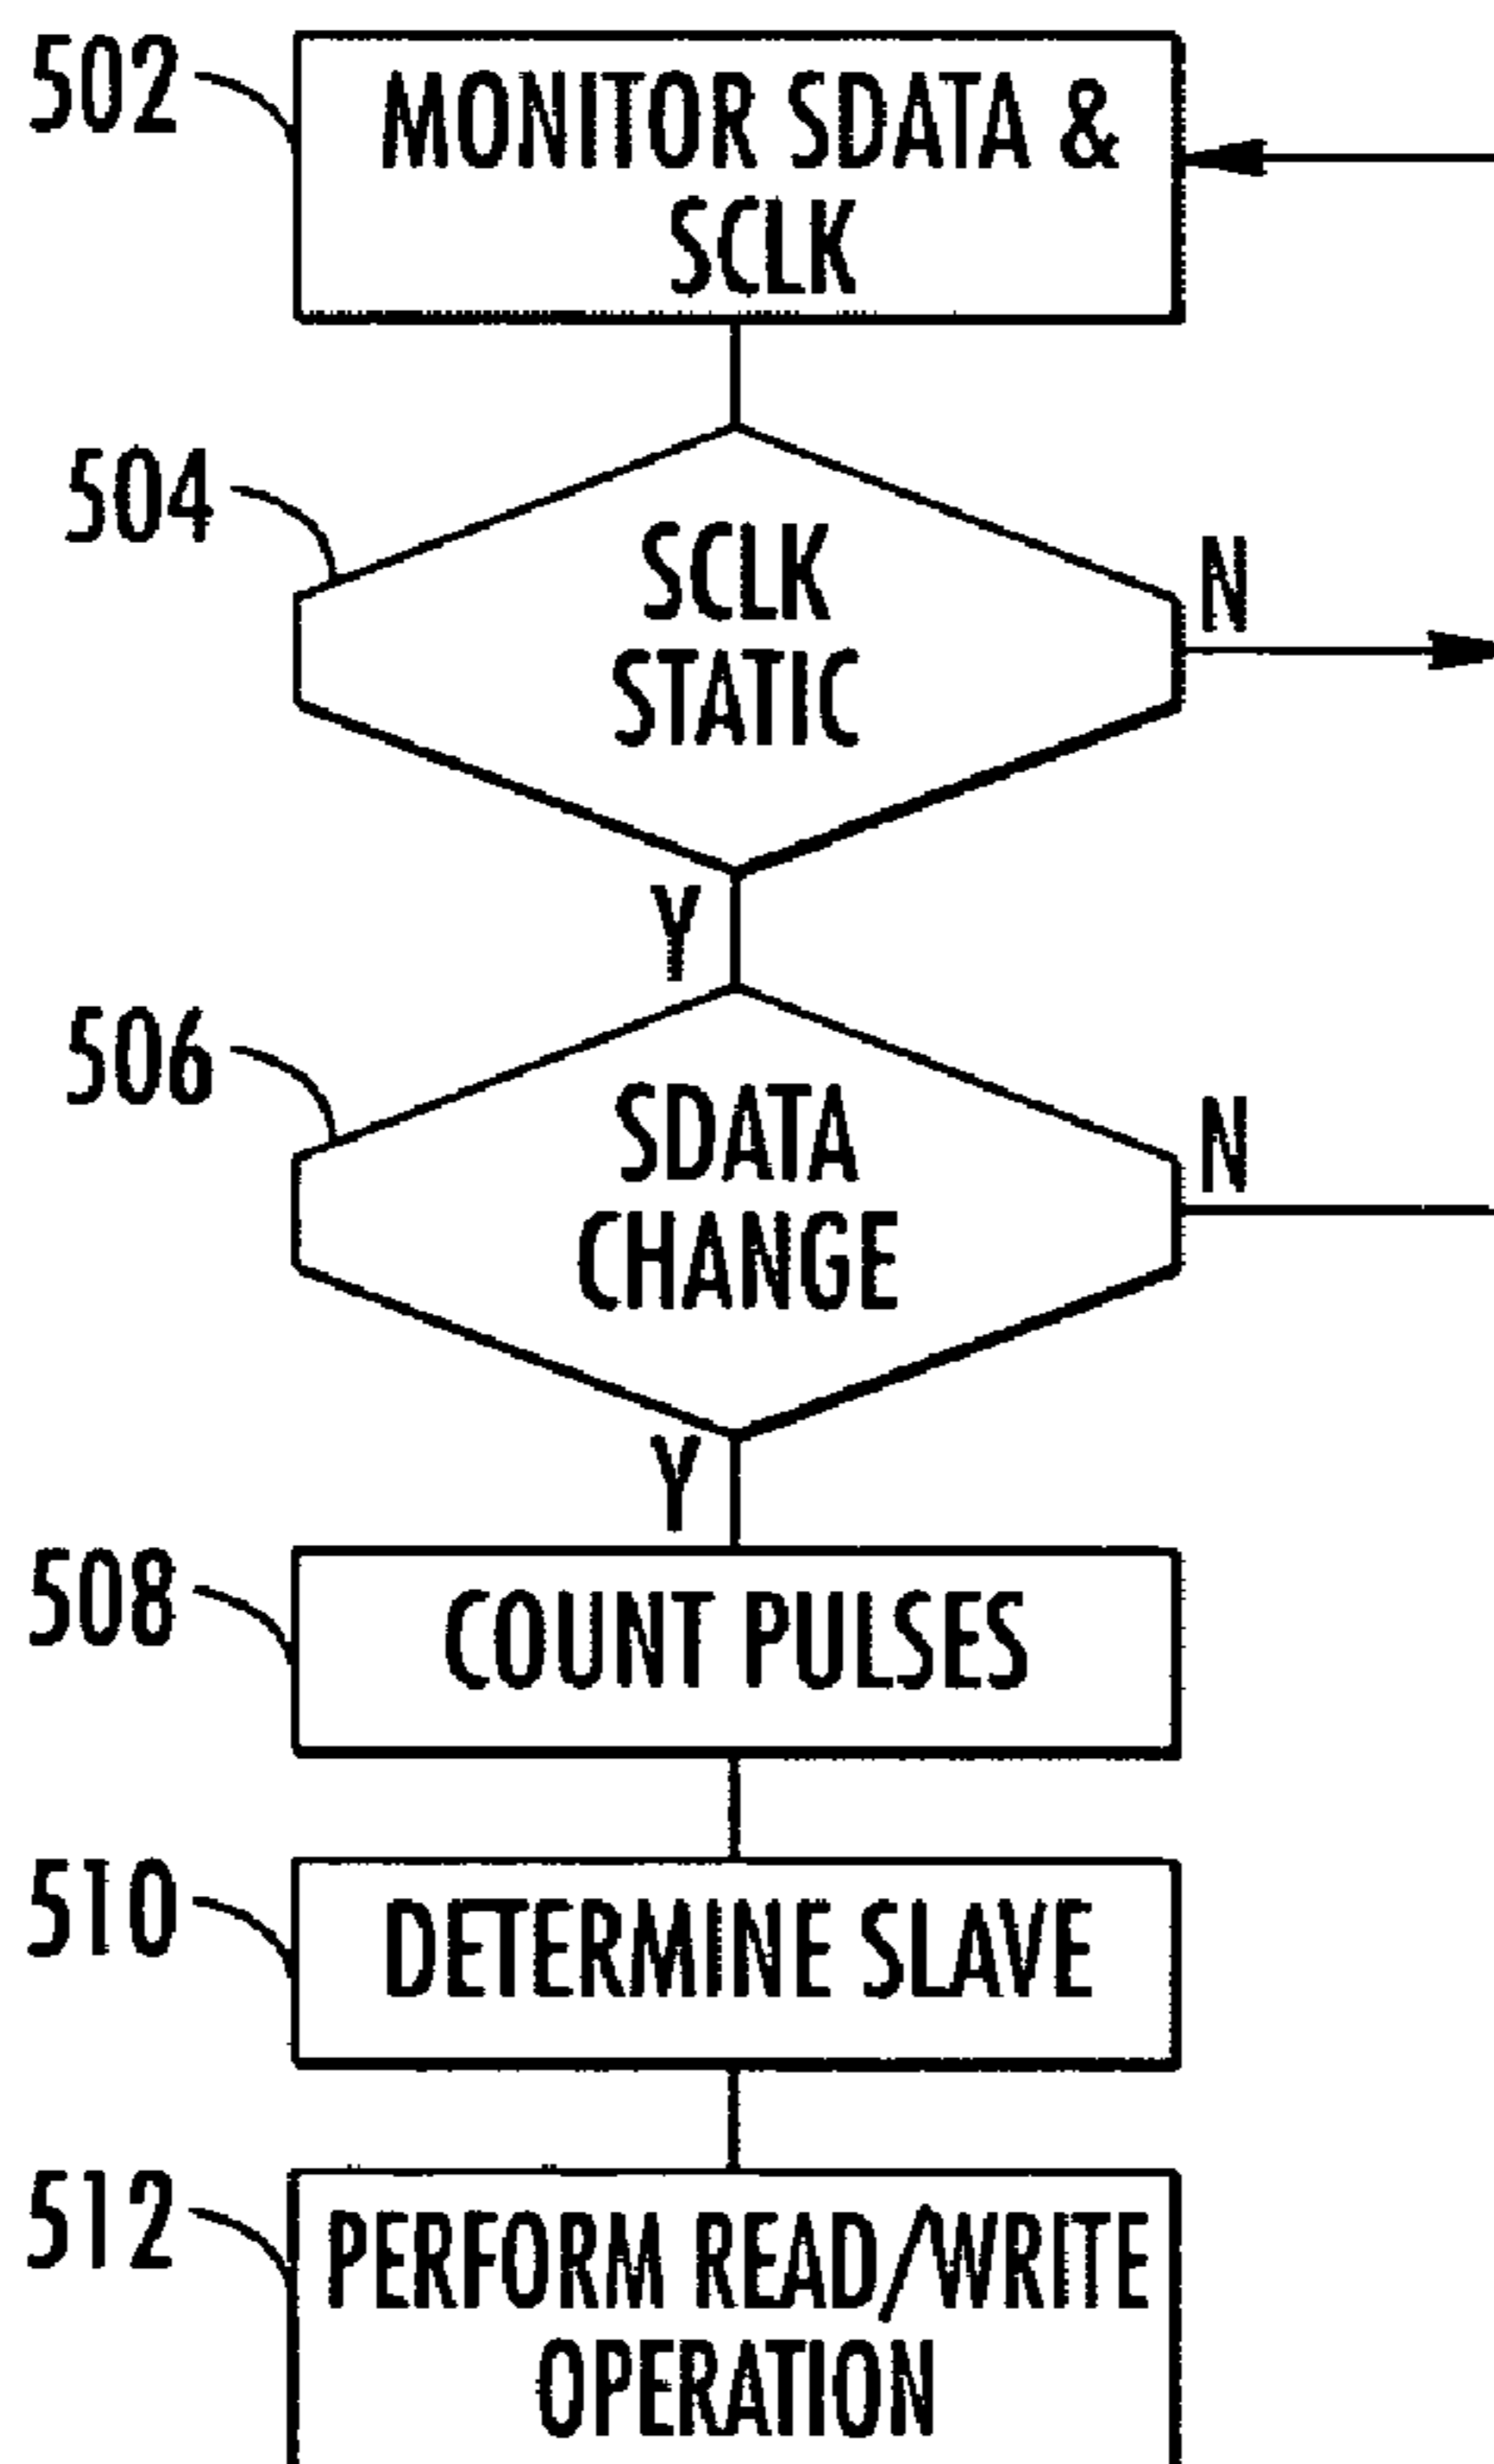 502
MONITOR SDATA &
SCLK
504
SCLK
STATIC
N
Y
506
SDATA
CHANGE
N
Y
508
COUNT PULSES
510
DETERMINE SLAVE
512
PERFORM READ/WRITE
OPERATION